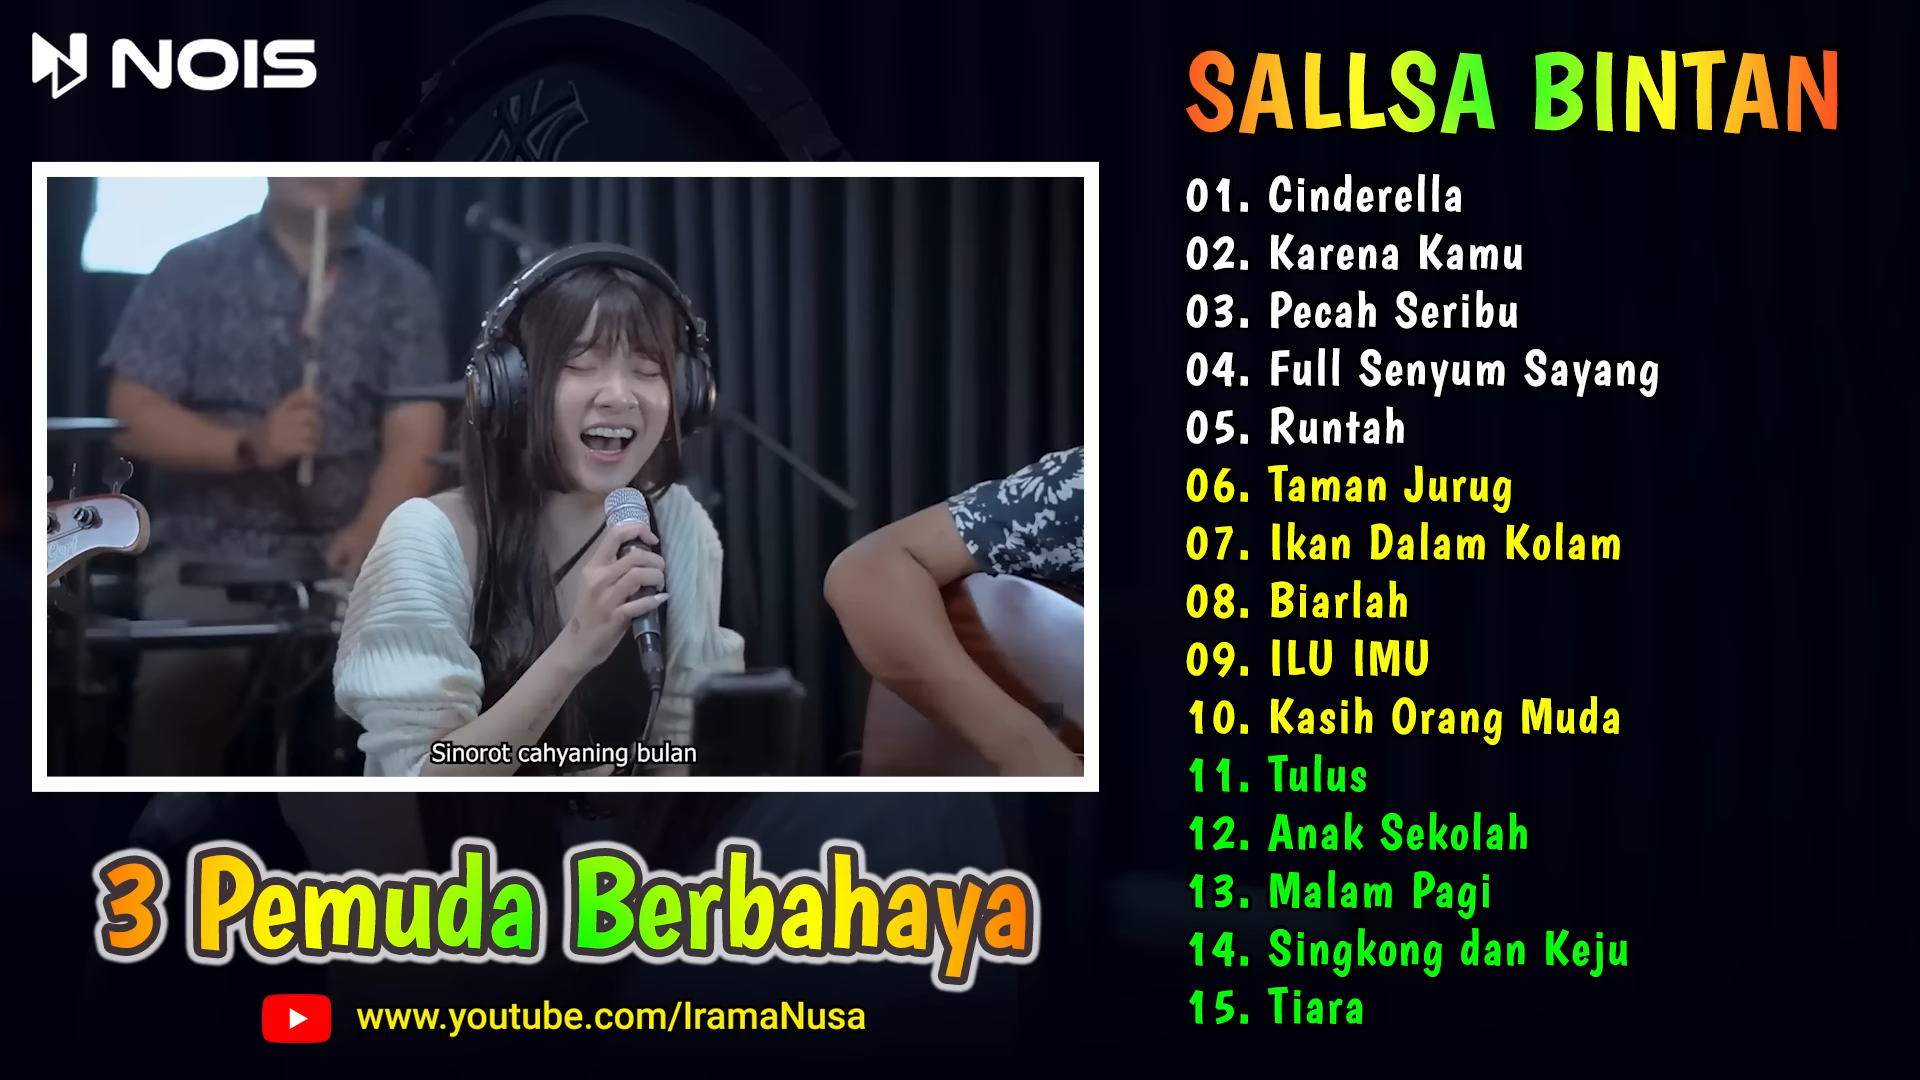 NOIS
SALLSA BINTAN
01. Cinderella
02. Karena Kamu
03. Pecah Seribu
04. Full Senyum Sayang
05. Runtah
06. Taman Jurug
07. Ikan Dalam Kolam
08. Biarlah
09. ILU IMU
10. Kasih Orang Muda
11. Tulus
12. Anak Sekolah
13. Malam Pagi
14. Singkong dan Keju
15. Tiara
Sinorot cahyaning bulan
3 Pemuda Berbahaya
www.youtube.com/IramaNusa